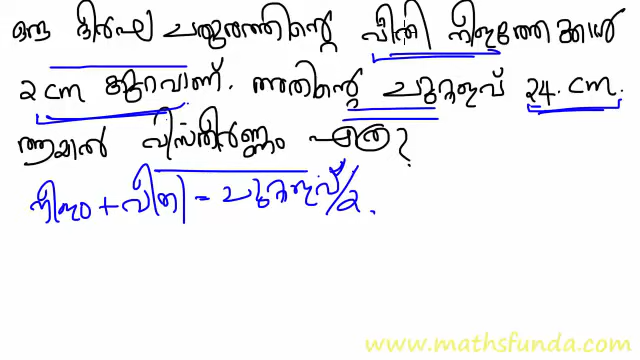 ഒരു ദീർഘ ചതുരത്തിന്റെ വീതി നീളത്തേക്കാൾ
2 cm കുറവാണ്. അതിന്റെ ചുറ്റളവ് 24. cm.
ആയാൽ വിസ്തീർണ്ണം എത്ര?
നീളം + വീതി = ചുറ്റളവ്/2.
www.mathsfunda.com